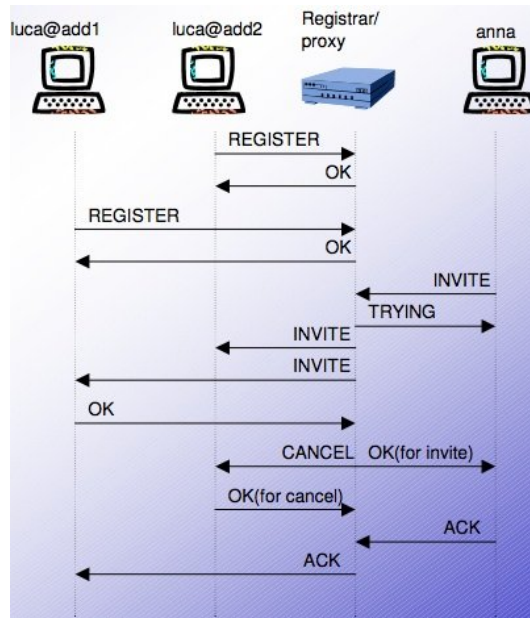 luca@add1
luca@add2
Registrar/
proxy
anna
REGISTER
OK
REGISTER
OK
INVITE
TRYING
INVITE
INVITE
OK
CANCEL
OK(for invite)
OK(for cancel)
ACK
ACK